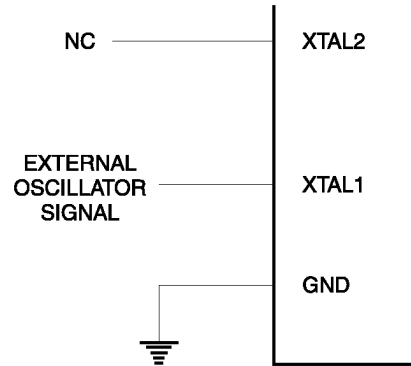 NC
XTAL2
EXTERNAL
OSCILLATOR
SIGNAL
XTAL1
GND